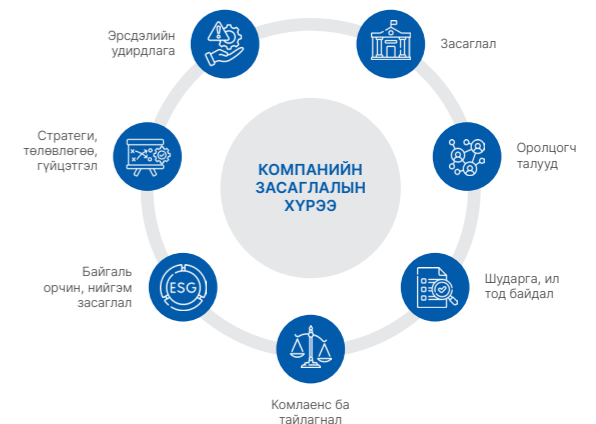 Эрсдэлийн
удирдлага
Засаглал
Стратеги,
төлөвлөгөө,
гүйцэтгэл
Оролцогч
талууд
КОМПАНИЙН
ЗАСАГЛАЛЫН
ХҮРЭЭ
Байгаль
орчин, нийгэм
засаглал
ESG
Шударга, ил
тод байдал
Комлаенс ба
тайлагнал